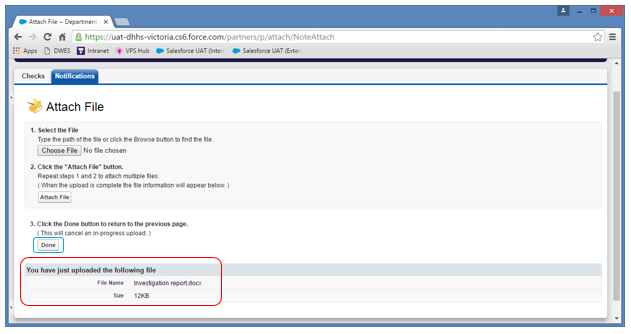 Attach File ~ Departmen
https://uat-dhhs-victoria.cs6.force.com/partners/p/attach/NoteAttach
Apps DWES Intranet VPS Hub Salesforce UAT (Inter Salesforce UAT (Exter
Checks Notifications
Attach File
1. Select the File
Type the path of the file or click the Browse button to find the file.
Choose File No file chosen
2. Click the "Attach File" button.
Repeat steps 1 and 2 to attach multiple files.
( When the upload is complete the file information will appear below. )
Attach File
3. Click the Done button to return to the previous page.
( This will cancel an in-progress upload. )
Done
You have just uploaded the following file
File Name Investigation report.docx
Size 12KB